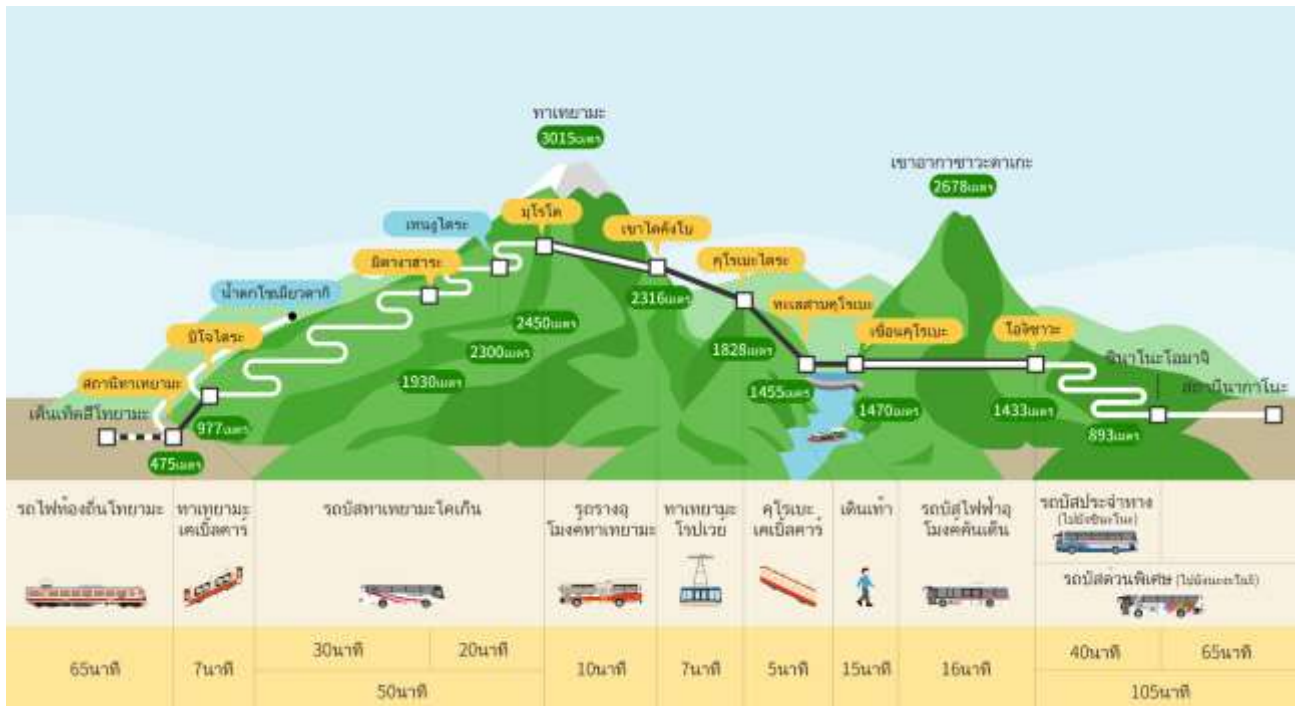 ทาเทยามะ
3015เมตร
เขาอากาซาวะดาเกะ
2678เมตร
มุโรโด
เทนงูไดระ
เขาไดคังโบ
มิดางาฮาระ
คุโรเบะไดระ
น้ำตกโชเมียวดากิ
2316เมตร
ทะเลสาบคุโรเบะ
2450เมตร
บิโจไดระ
เขื่อนคุโรเบะ
โอกิซาวะ
2300เมตร
1828เมตร
ชินาโนะโอมาจิ
สถานีทาเทยามะ
1930เมตร
1455เมตร
สถานีนากาโนะ
เด็นเท็ตสึโทยามะ
977เมตร
1470เมตร
1433เมตร
893เมตร
475เมตร
รถไฟท้องถิ่นโทยามะ
ทาเทยามะ
เคเบิ้ลคาร์
รถบัสทาเทยามะโคเก็น
รถรางอุ
โมงค์ทาเทยามะ
ทาเทยามะ
โรปเวย์
คุโรเบะ
เคเบิ้ลคาร์
เดินเท้า
รถบัสไฟฟ้าอุ
โมงค์คันเด็น
รถบัสประจำทาง
รถบัสด่วนพิเศษ
65นาที
7นาที
30นาที
20นาที
50นาที
10นาที
7นาที
5นาที
15นาที
16นาที
40นาที
65นาที
105นาที